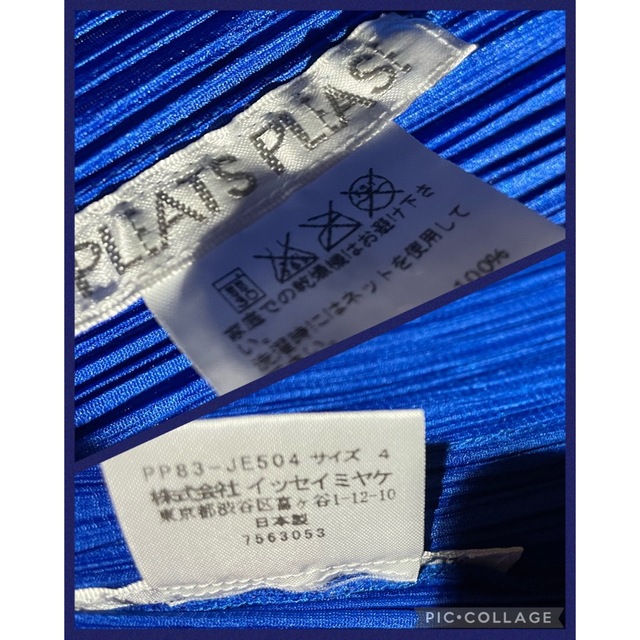 PLEATS PLEASE
家庭での乾燥機はお避け下さ
い。
洗濯時にはネットを使用して
100%
PP83-JE504 サイズ 4
株式会社 イッセイミヤケ
東京都渋谷区富ヶ谷1-12-10
日本製
7563053
PIC•COLLAGE